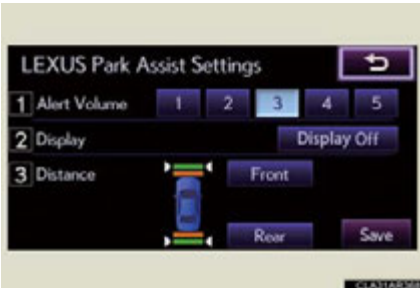 LEXUS Park Assist Settings
1 Alert Volume 1 2 3 4 5
2 Display Display Off
3 Distance Front
Rear Save